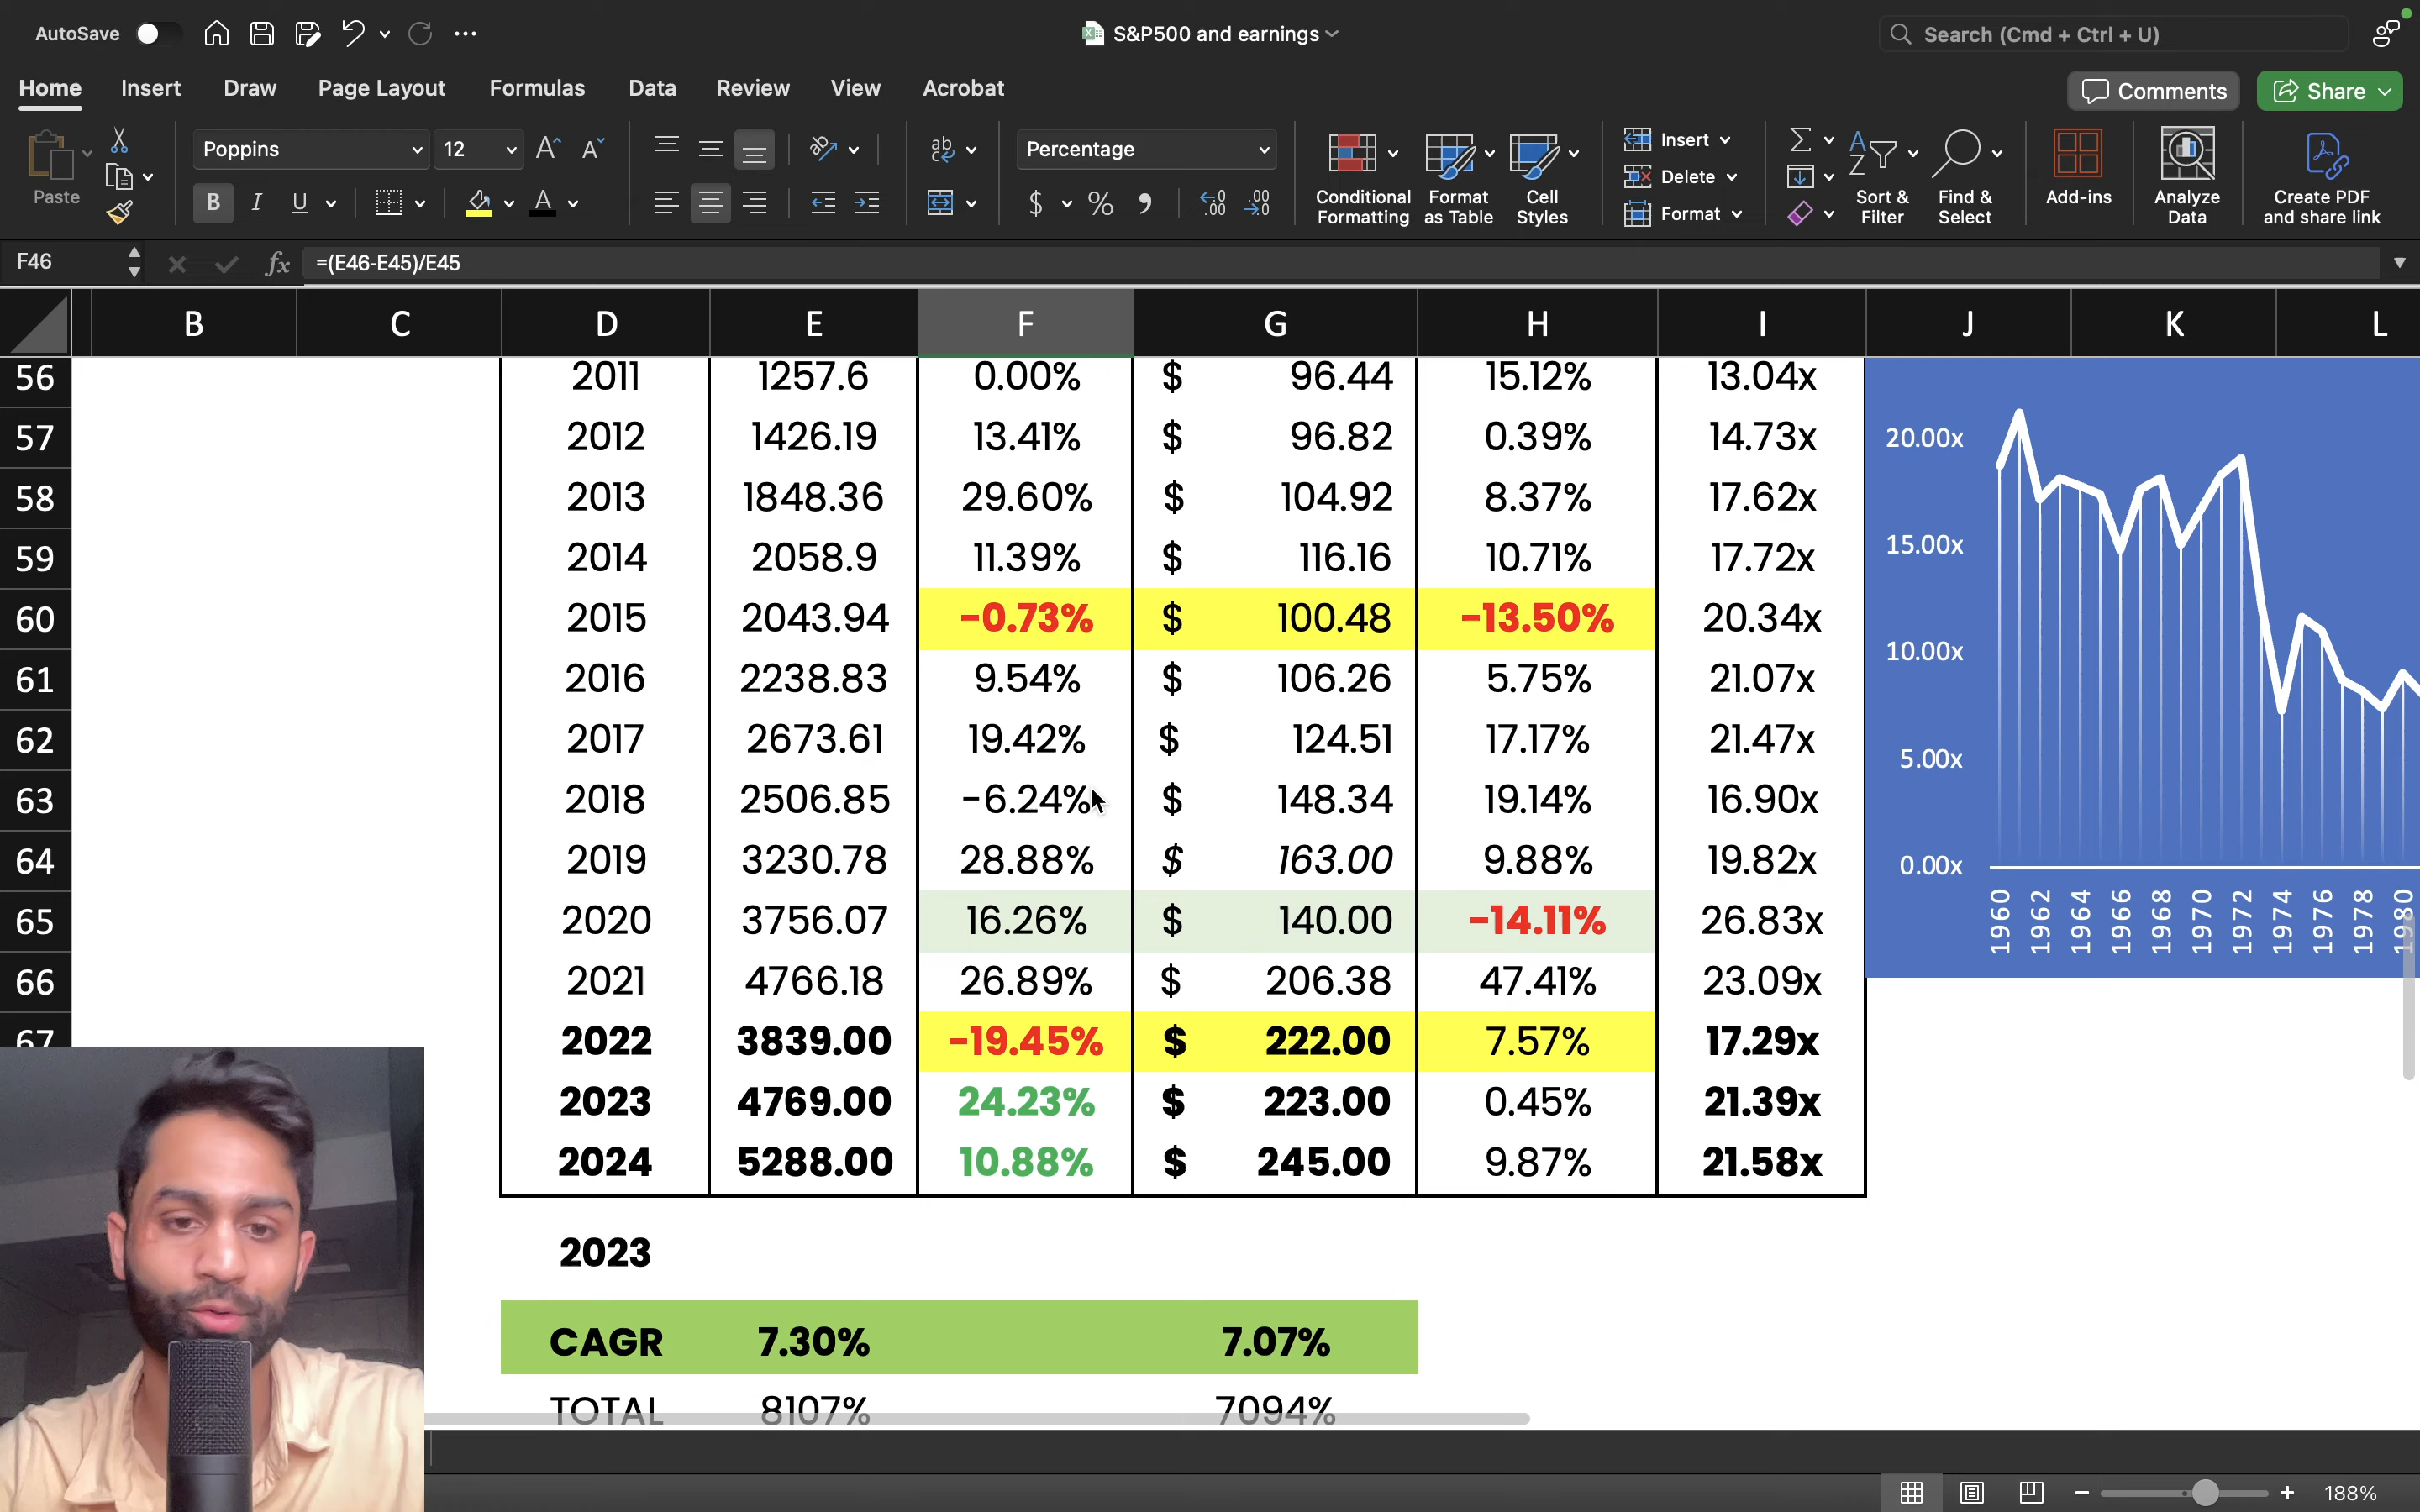 AutoSave
S&P500 and earnings
Search (Cmd + Ctrl + U)
Home Insert Draw Page Layout Formulas Data Review View Acrobat
Comments
Share
Paste
Poppins
12
B I U
Percentage
Conditional Formatting
Format as Table
Cell Styles
Insert
Delete
Format
Sort & Filter
Find & Select
Add-ins
Analyze Data
Create PDF and share link
F46 fx =(E46-E45)/E45
B C D E F G H I J K L
56 2011 1257.6 0.00% $ 96.44 15.12% 13.04x
57 2012 1426.19 13.41% $ 96.82 0.39% 14.73x
58 2013 1848.36 29.60% $ 104.92 8.37% 17.62x
59 2014 2058.9 11.39% $ 116.16 10.71% 17.72x
60 2015 2043.94 -0.73% $ 100.48 -13.50% 20.34x
61 2016 2238.83 9.54% $ 106.26 5.75% 21.07x
62 2017 2673.61 19.42% $ 124.51 17.17% 21.47x
63 2018 2506.85 -6.24% $ 148.34 19.14% 16.90x
64 2019 3230.78 28.88% $ 163.00 9.88% 19.82x
65 2020 3756.07 16.26% $ 140.00 -14.11% 26.83x
66 2021 4766.18 26.89% $ 206.38 47.41% 23.09x
67 2022 3839.00 -19.45% $ 222.00 7.57% 17.29x
2023 4769.00 24.23% $ 223.00 0.45% 21.39x
2024 5288.00 10.88% $ 245.00 9.87% 21.58x
2023
CAGR 7.30% 7.07%
TOTAL 8107% 7094%
20.00x
15.00x
10.00x
5.00x
0.00x
1960 1962 1964 1966 1968 1970 1972 1974 1976 1978 1980
188%